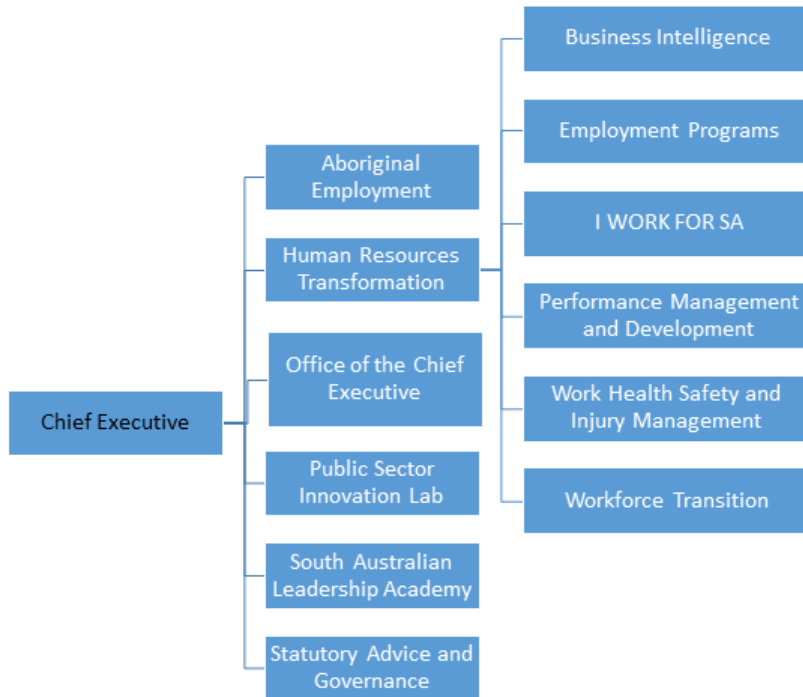 Chief Executive
Aboriginal
Employment
Human Resources
Transformation
Office of the Chief
Executive
Public Sector
Innovation Lab
South Australian
Leadership Academy
Statutory Advice and
Governance
Business Intelligence
Employment Programs
I WORK FOR SA
Performance Management
and Development
Work Health Safety and
Injury Management
Workforce Transition